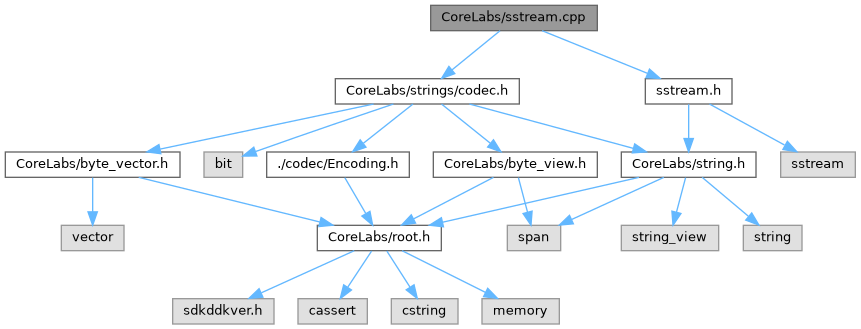 CoreLabs/sstream.cpp
CoreLabs/strings/codec.h
sstream.h
CoreLabs/byte_vector.h
bit
./codec/Encoding.h
CoreLabs/byte_view.h
CoreLabs/string.h
sstream
vector
CoreLabs/root.h
span
string_view
string
sdkddkver.h
cassert
cstring
memory